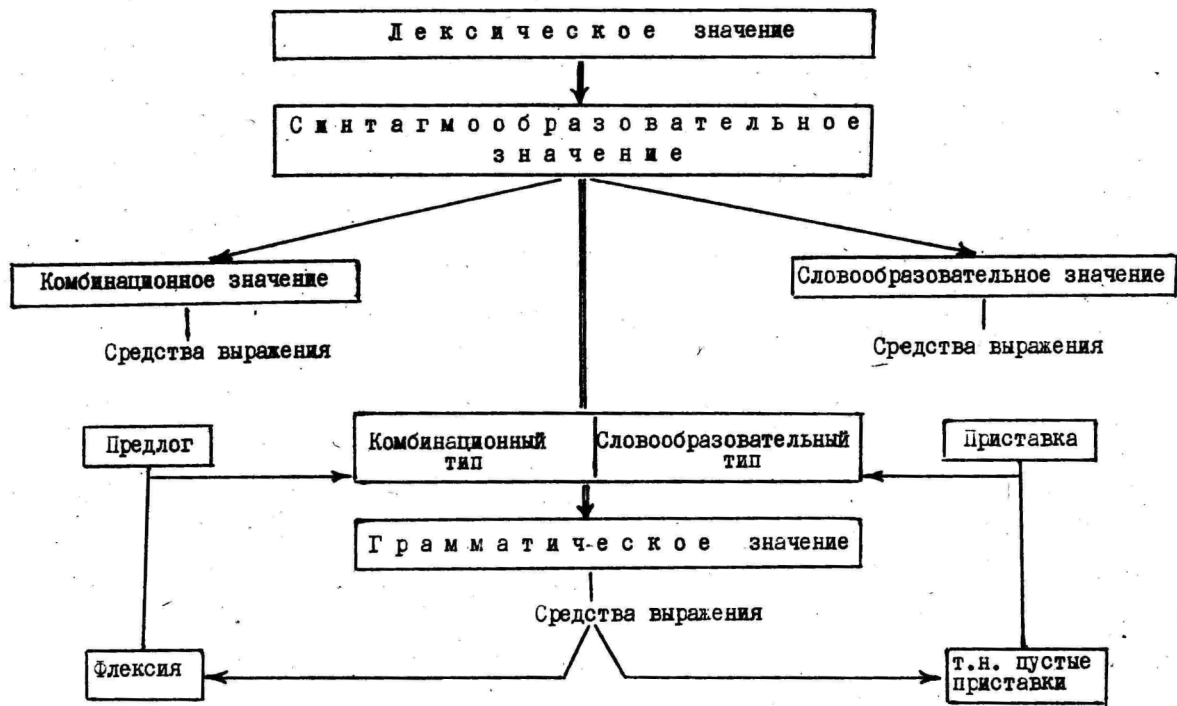 Лексическое значение
Синтагмообразовательное
значение
Комбинационное значение
Словообразовательное значение
Средства выражения
Средства выражения
Предлог
Комбинационный
тип
Словообразовательный
тип
Приставка
Грамматическое значение
Средства выражения
Флексия
т.н. пустые
приставки